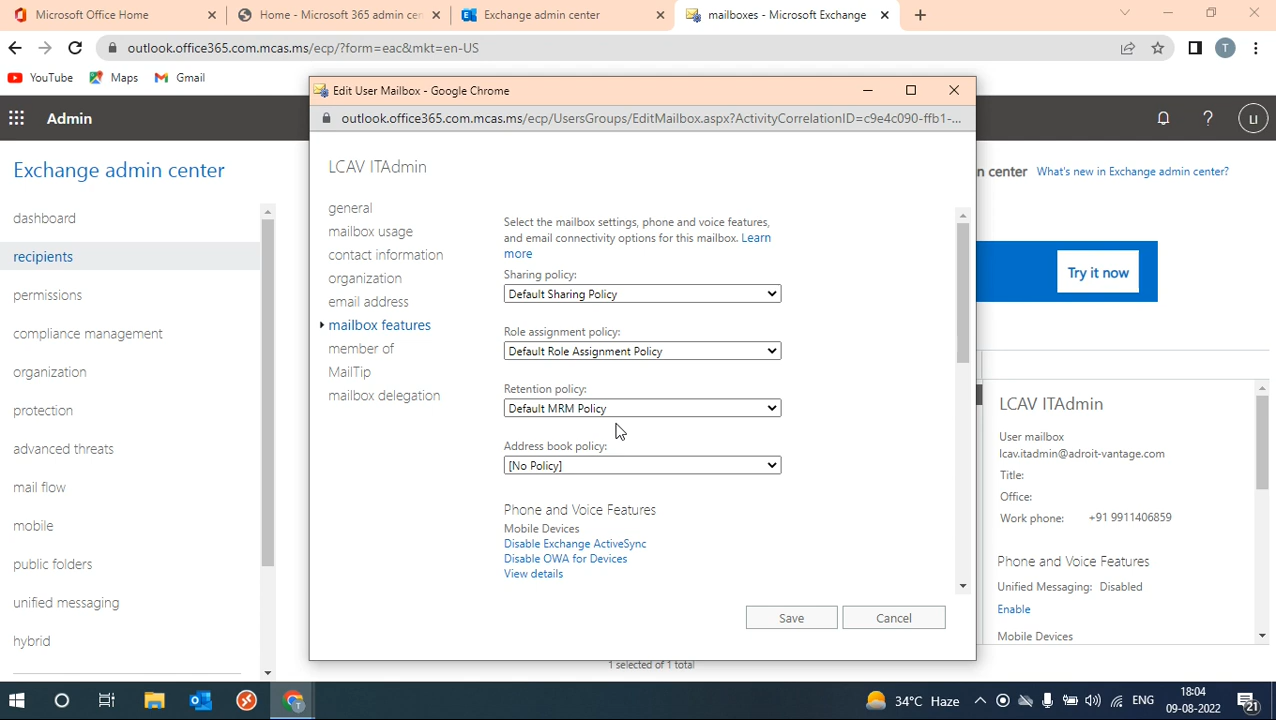 Microsoft Office Home
Home - Microsoft 365 admin cen
Exchange admin center
mailboxes - Microsoft Exchange
outlook.office365.com.mcas.ms/ecp/?form=eac&mkt=en-US
T
YouTube
Maps
Gmail
Edit User Mailbox - Google Chrome
outlook.office365.com.mcas.ms/ecp/UsersGroups/EditMailbox.aspx?ActivityCorrelationID=c9e4c090-ffb1-...
Admin
?
LI
Exchange admin center
dashboard
recipients
permissions
compliance management
organization
protection
advanced threats
mail flow
mobile
public folders
unified messaging
hybrid
LCAV ITAdmin
general
mailbox usage
contact information
organization
email address
mailbox features
member of
MailTip
mailbox delegation
Select the mailbox settings, phone and voice features,
and email connectivity options for this mailbox. Learn
more
Sharing policy:
Default Sharing Policy
Role assignment policy:
Default Role Assignment Policy
Retention policy:
Default MRM Policy
Address book policy:
[No Policy]
Phone and Voice Features
Mobile Devices
Disable Exchange ActiveSync
Disable OWA for Devices
View details
Save
Cancel
n center What's new in Exchange admin center?
Try it now
LCAV ITAdmin
User mailbox
lcav.itadmin@adroit-vantage.com
Title:
Office:
Work phone: +91 9911406859
Phone and Voice Features
Unified Messaging: Disabled
Enable
Mobile Devices
1 selected of 1 total
34°C Haze
ENG
18:04
09-08-2022
21